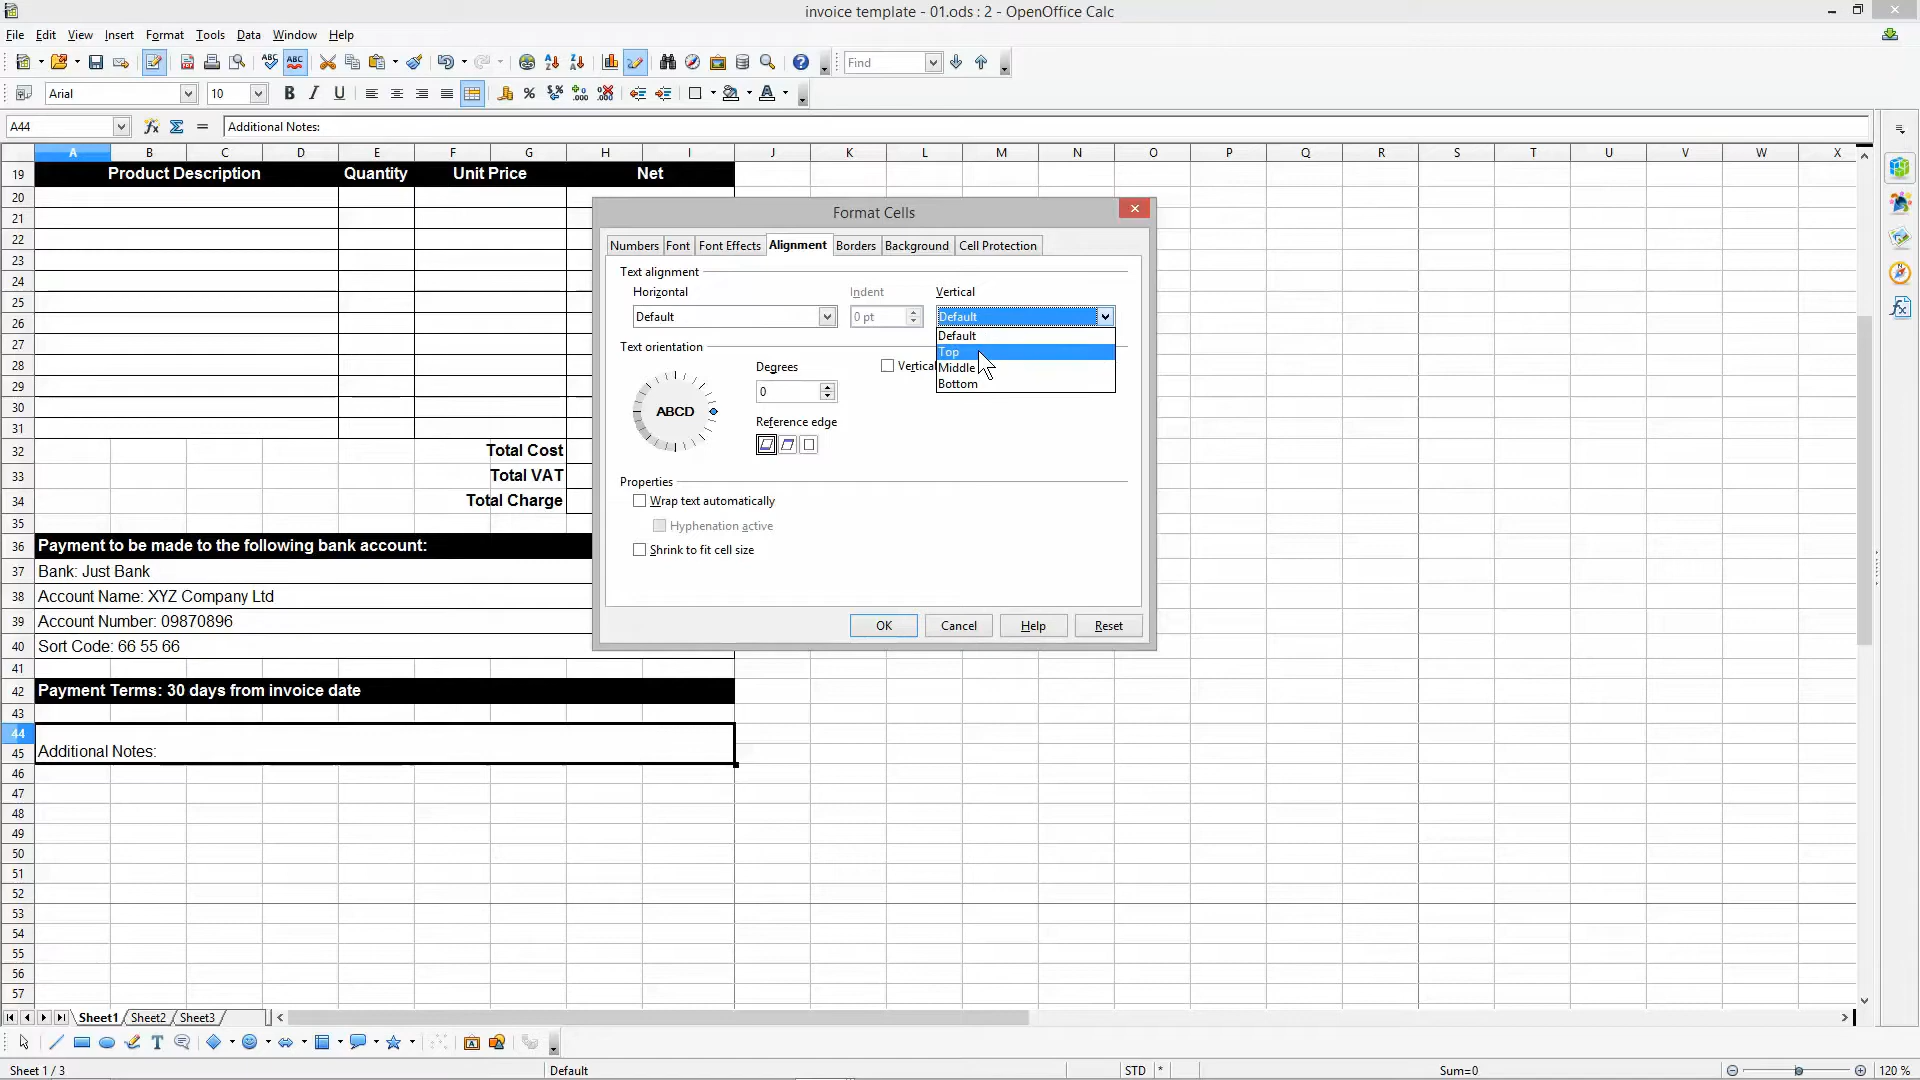 invoice template - 01.ods : 2 - OpenOffice Calc
File Edit View Insert Format Tools Data Window Help
ABC ABC Find
Arial 10 B I U
A44 Additional Notes:
A B C D E F G H I J K L M N O P Q R S T U V W X
19 Product Description Quantity Unit Price Net
20
21
22
23
24
25
26
27
28
29
30
31
32 Total Cost
33 Total VAT
34 Total Charge
35
36 Payment to be made to the following bank account:
37 Bank: Just Bank
38 Account Name: XYZ Company Ltd
39 Account Number: 09870896
40 Sort Code: 66 55 66
41
42 Payment Terms: 30 days from invoice date
43
44
45 Additional Notes:
46
47
48
49
50
51
52
53
54
55
56
57
Format Cells
Numbers Font Font Effects Alignment Borders Background Cell Protection
Text alignment
Horizontal Indent Vertical
Default 0 pt Default
Default
Top
Middle
Bottom
Text orientation
Degrees Vertical
0
ABCD
Reference edge
Properties
Wrap text automatically
Hyphenation active
Shrink to fit cell size
OK Cancel Help Reset
Sheet1 Sheet2 Sheet3
Sheet 1 / 3 Default STD * Sum=0 120 %